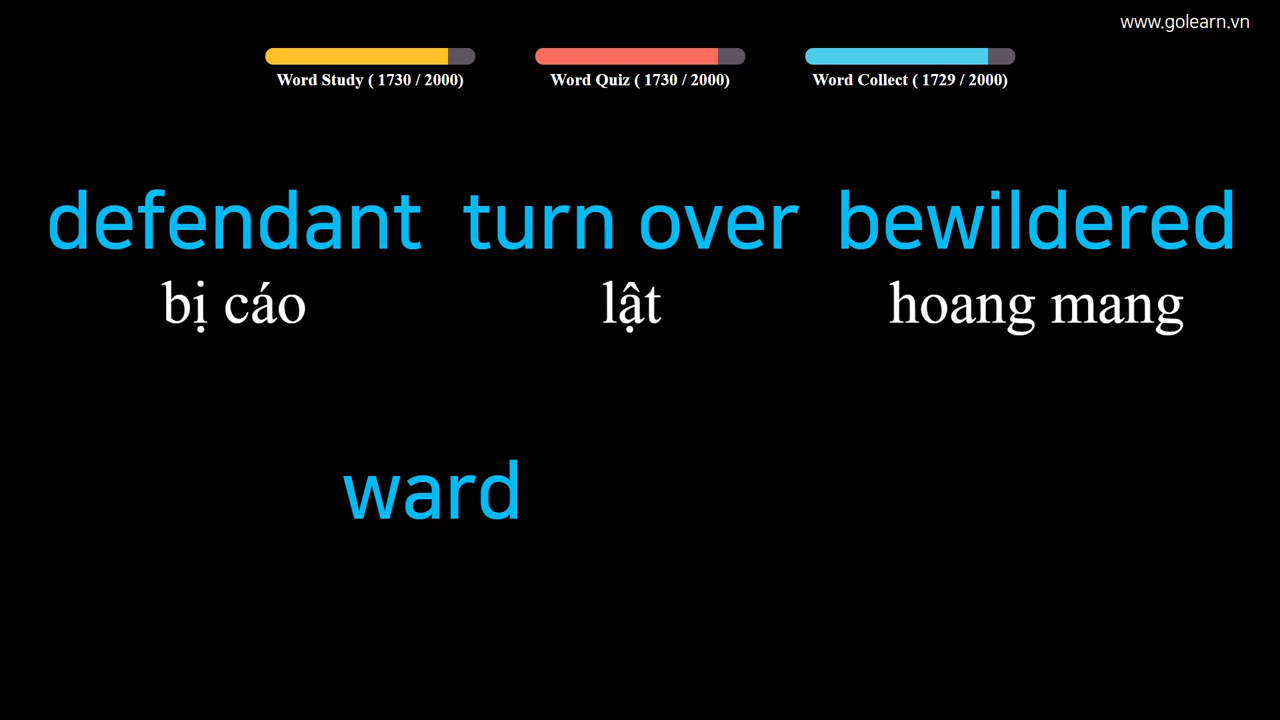 www.golearn.vn
Word Study ( 1730 / 2000) Word Quiz ( 1730 / 2000) Word Collect ( 1729 / 2000)
defendant turn over bewildered
bị cáo lật hoang mang
ward